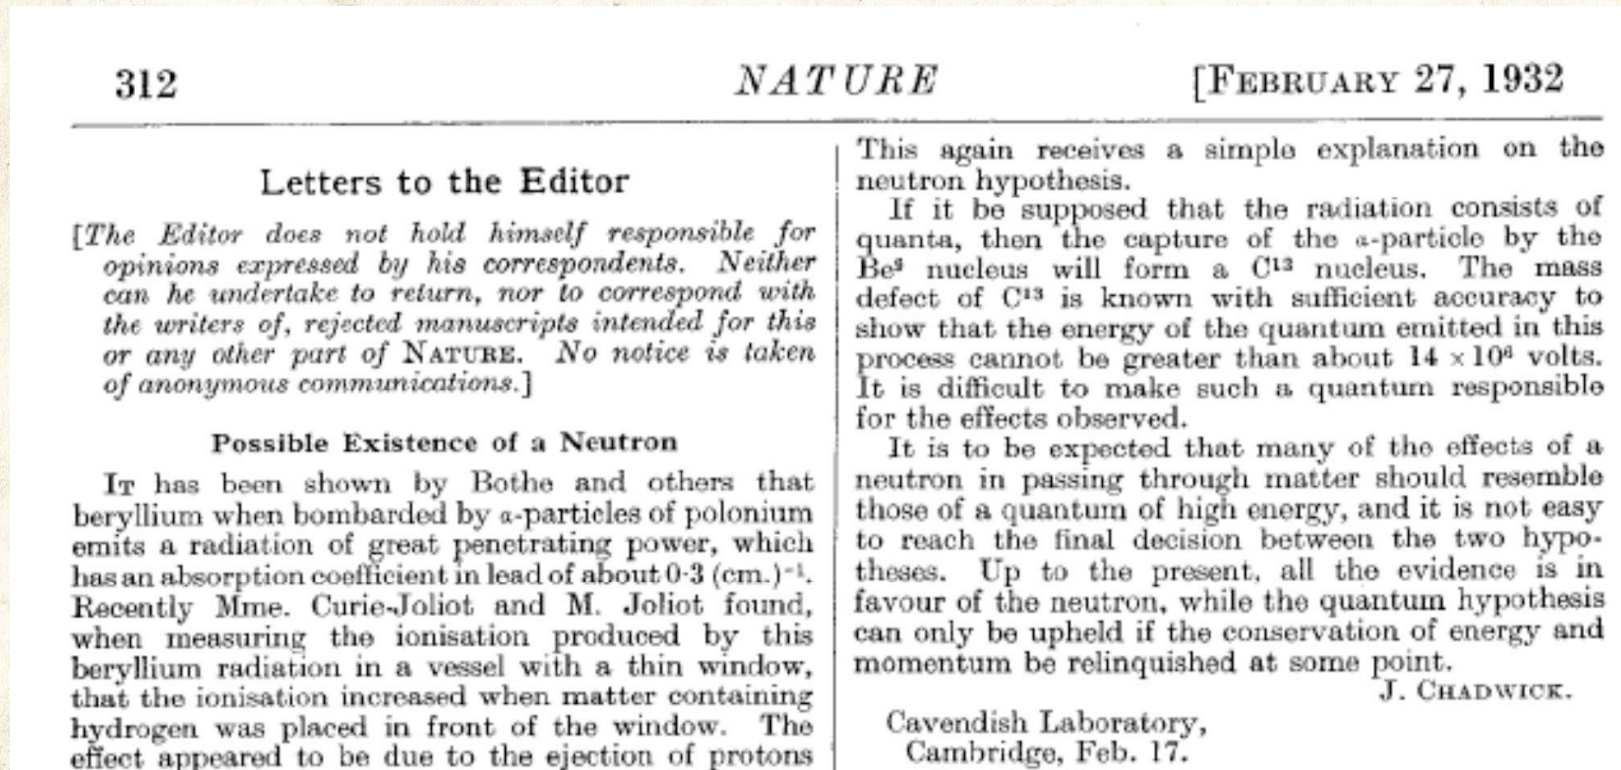 312
NATURE
[FEBRUARY 27, 1932
Letters to the Editor
[The Editor does not hold himself responsible for
opinions expressed by his correspondents. Neither
can he undertake to return, nor to correspond with
the writers of, rejected manuscripts intended for this
or any other part of NATURE. No notice is taken
of anonymous communications.]
Possible Existence of a Neutron
IT has been shown by Bothe and others that
beryllium when bombarded by α-particles of polonium
emits a radiation of great penetrating power, which
has an absorption coefficient in lead of about 0·3 (cm.)⁻¹.
Recently Mme. Curie-Joliot and M. Joliot found,
when measuring the ionisation produced by this
beryllium radiation in a vessel with a thin window,
that the ionisation increased when matter containing
hydrogen was placed in front of the window. The
effect appeared to be due to the ejection of protons
This again receives a simple explanation on the
neutron hypothesis.
If it be supposed that the radiation consists of
quanta, then the capture of the α-particle by the
Be⁹ nucleus will form a C¹³ nucleus. The mass
defect of C¹³ is known with sufficient accuracy to
show that the energy of the quantum emitted in this
process cannot be greater than about 14 × 10⁶ volts.
It is difficult to make such a quantum responsible
for the effects observed.
It is to be expected that many of the effects of a
neutron in passing through matter should resemble
those of a quantum of high energy, and it is not easy
to reach the final decision between the two hypo-
theses. Up to the present, all the evidence is in
favour of the neutron, while the quantum hypothesis
can only be upheld if the conservation of energy and
momentum be relinquished at some point.
J. CHADWICK.
Cavendish Laboratory,
Cambridge, Feb. 17.